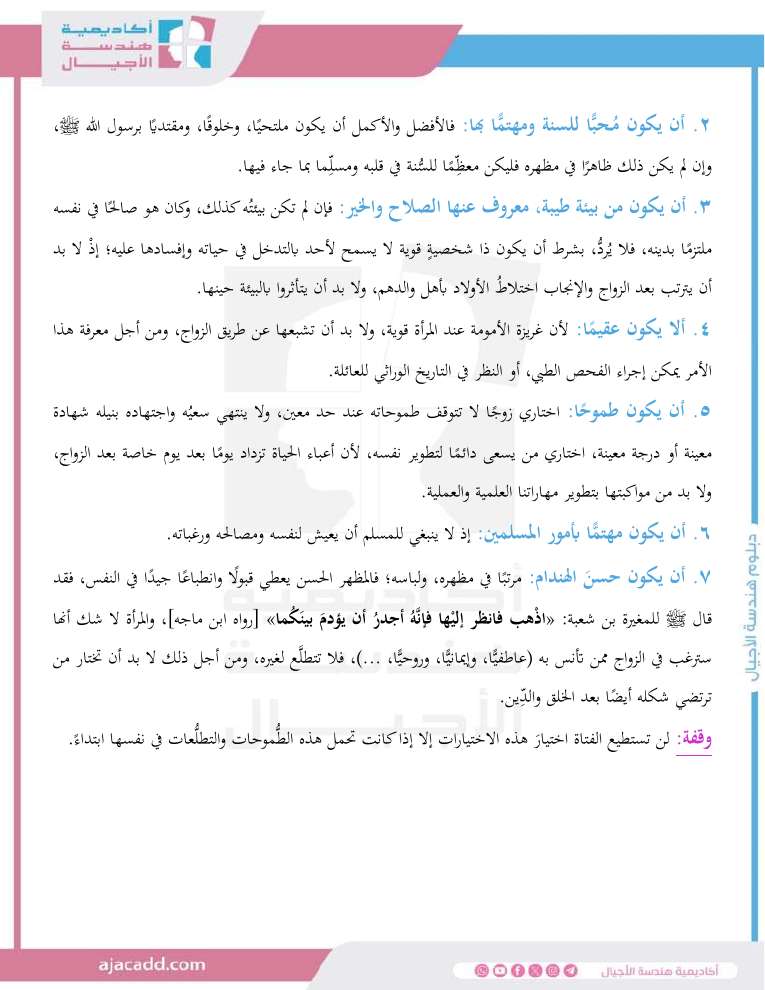 أكاديمية
هندسة
الأجيال
٢. أن يكون مُحبًّا للسنة ومهتمًّا بها: فالأفضل والأكمل أن يكون ملتحيًا، وخلوقًا، ومقتديًا برسول الله ﷺ،
وإن لم يكن ذلك ظاهرًا في مظهره فليكن معظِّمًا للسُّنة في قلبه ومسلِّما بما جاء فيها.
٣. أن يكون من بيئة طيبة، معروف عنها الصلاح والخير: فإن لم تكن بيئتُه كذلك، وكان هو صالحًا في نفسه
ملتزمًا بدينه، فلا يُردُّ، بشرط أن يكون ذا شخصيةٍ قوية لا يسمح لأحد بالتدخل في حياته وإفسادها عليه؛ إذْ لا بد
أن يترتب بعد الزواج والإنجاب اختلاطُ الأولاد بأهل والدهم، ولا بد أن يتأثروا بالبيئة حينها.
٤. ألا يكون عقيمًا: لأن غريزة الأمومة عند المرأة قوية، ولا بد أن تشبعها عن طريق الزواج، ومن أجل معرفة هذا
الأمر يمكن إجراء الفحص الطبي، أو النظر في التاريخ الوراثي للعائلة.
٥. أن يكون طموحًا: اختاري زوجًا لا تتوقف طموحاته عند حد معين، ولا ينتهي سعيُه واجتهاده بنيله شهادة
معينة أو درجة معينة، اختاري من يسعى دائمًا لتطوير نفسه، لأن أعباء الحياة تزداد يومًا بعد يوم خاصة بعد الزواج،
ولا بد من مواكبتها بتطوير مهاراتنا العلمية والعملية.
٦. أن يكون مهتمًّا بأمور المسلمين: إذ لا ينبغي للمسلم أن يعيش لنفسه ومصالحه ورغباته.
٧. أن يكون حسنَ الهندام: مرتبًا في مظهره، ولباسه؛ فالمظهر الحسن يعطي قبولًا وانطباعًا جيدًا في النفس، فقد
قال ﷺ للمغيرة بن شعبة: «اذْهب فانظر إليْها فإنَّهُ أجدرُ أن يؤدمَ بينَكُما» [رواه ابن ماجه]، والمرأة لا شك أنها
سترغب في الزواج ممن تأنس به (عاطفيًّا، وإيمانيًّا، وروحيًّا، ...)، فلا تتطلَّع لغيره، ومن أجل ذلك لا بد أن تختار من
ترتضي شكله أيضًا بعد الخلق والدِّين.
وقفة: لن تستطيع الفتاة اختيارَ هذه الاختيارات إلا إذا كانت تحمل هذه الطُّموحات والتطلُّعات في نفسها ابتداءً.
دبلوم هندسة الأجيال
أكاديمية
هندسة
الأجيال
أكاديمية هندسة الأجيال
ajacadd.com